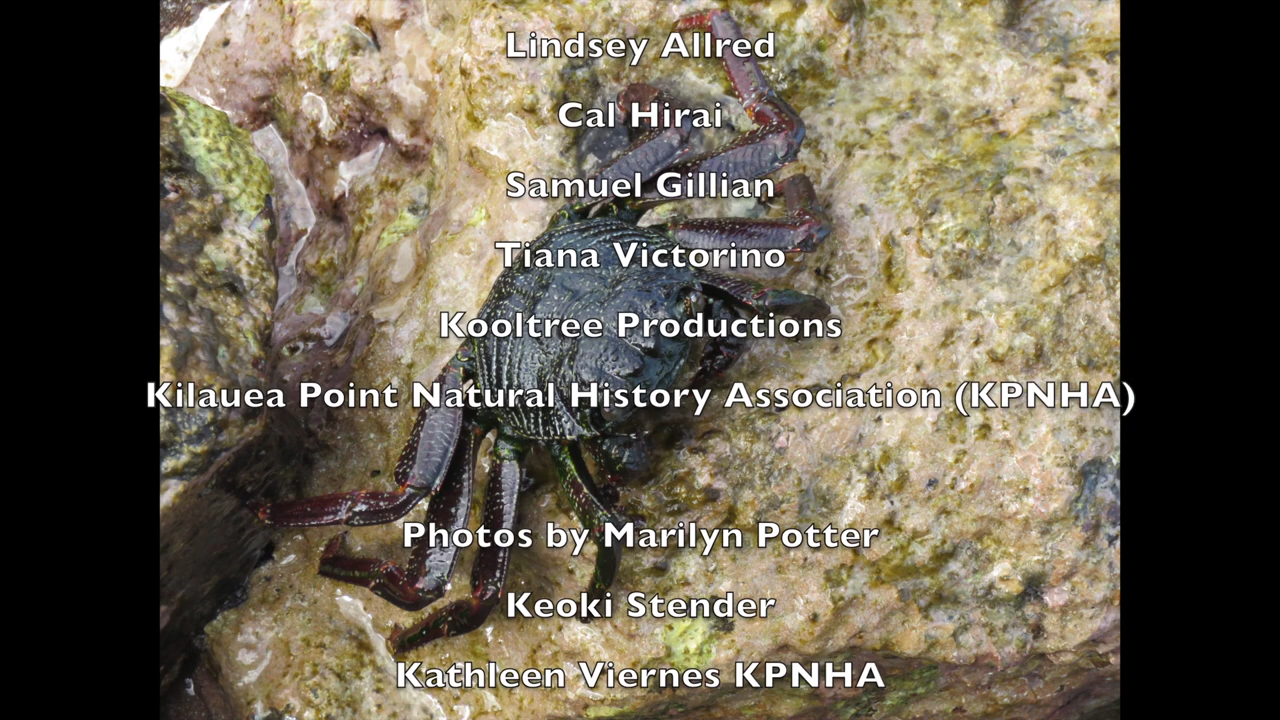 Lindsey Allred
Cal Hirai
Samuel Gillian
Tiana Victorino
Kooltree Productions
Kilauea Point Natural History Association (KPNHA)
Photos by Marilyn Potter
Keoki Stender
Kathleen Viernes KPNHA